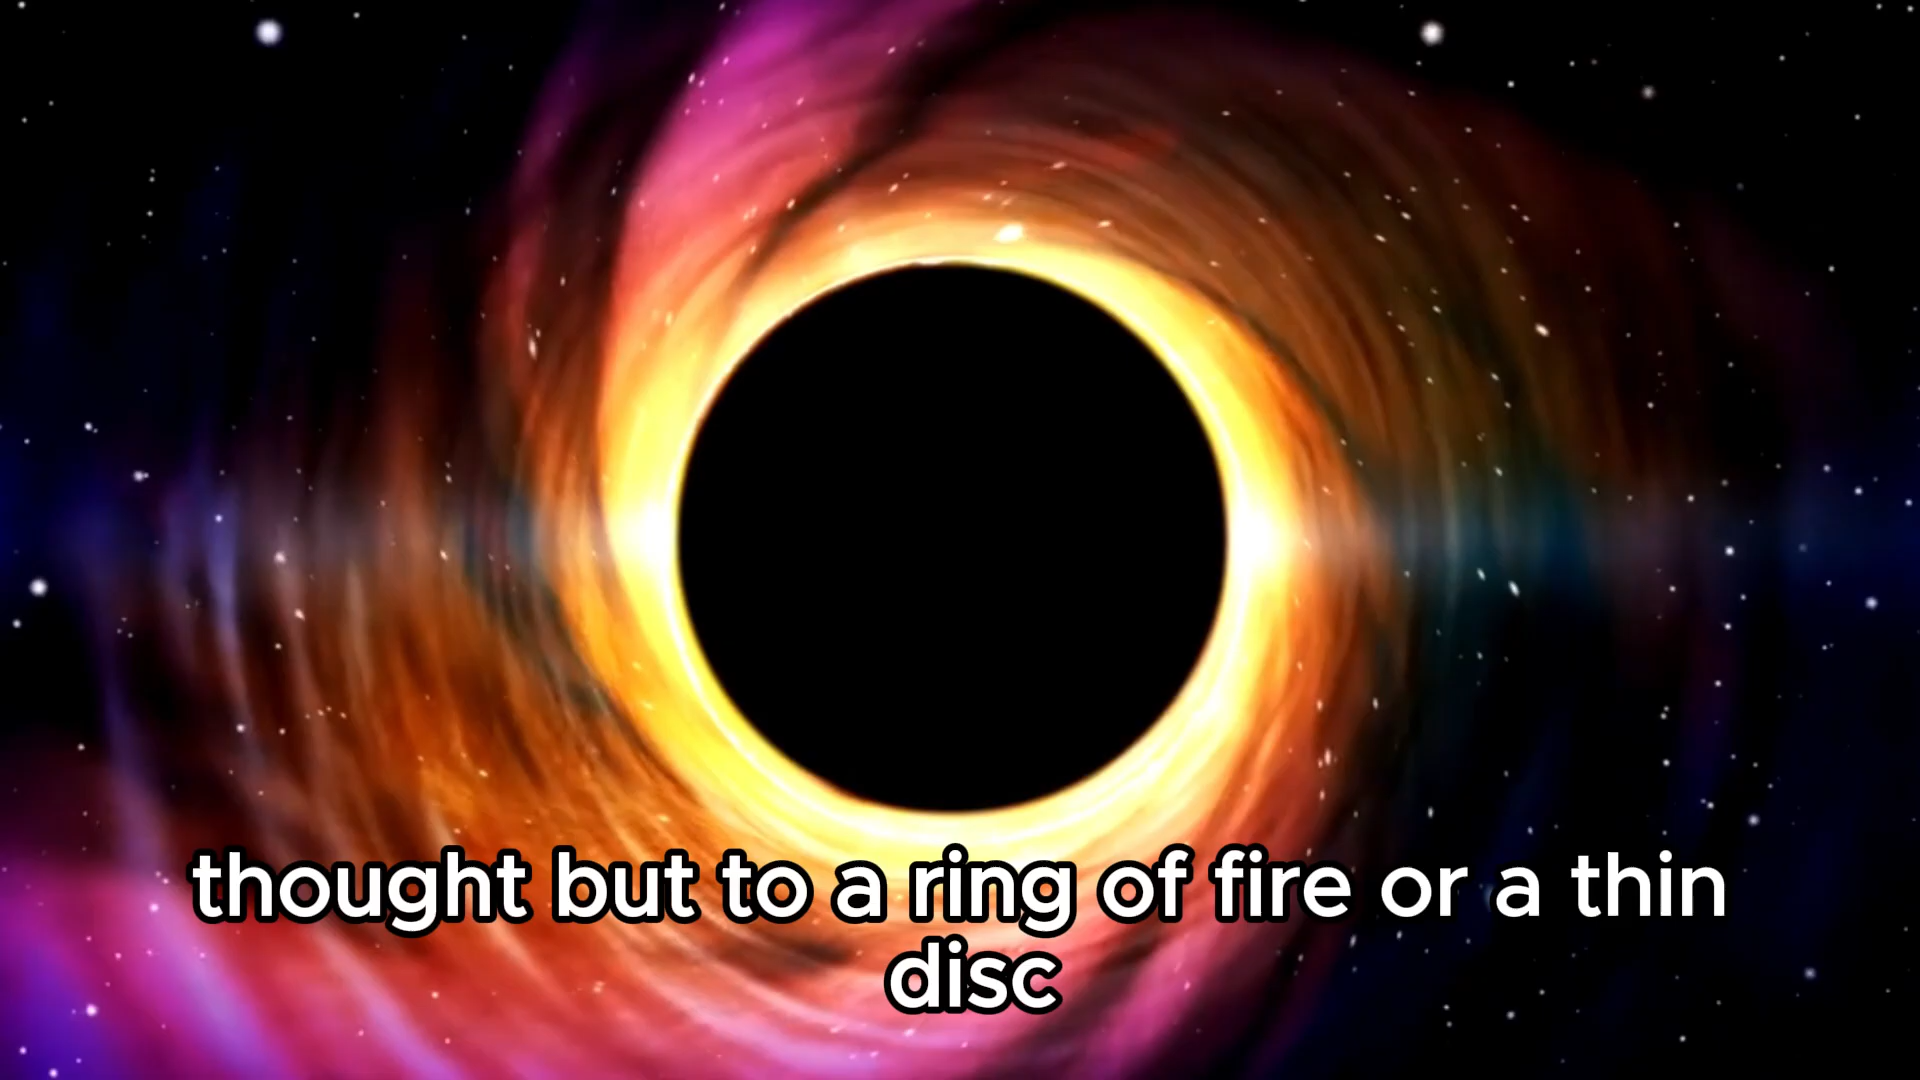 thought but to a ring of fire or a thin
disc